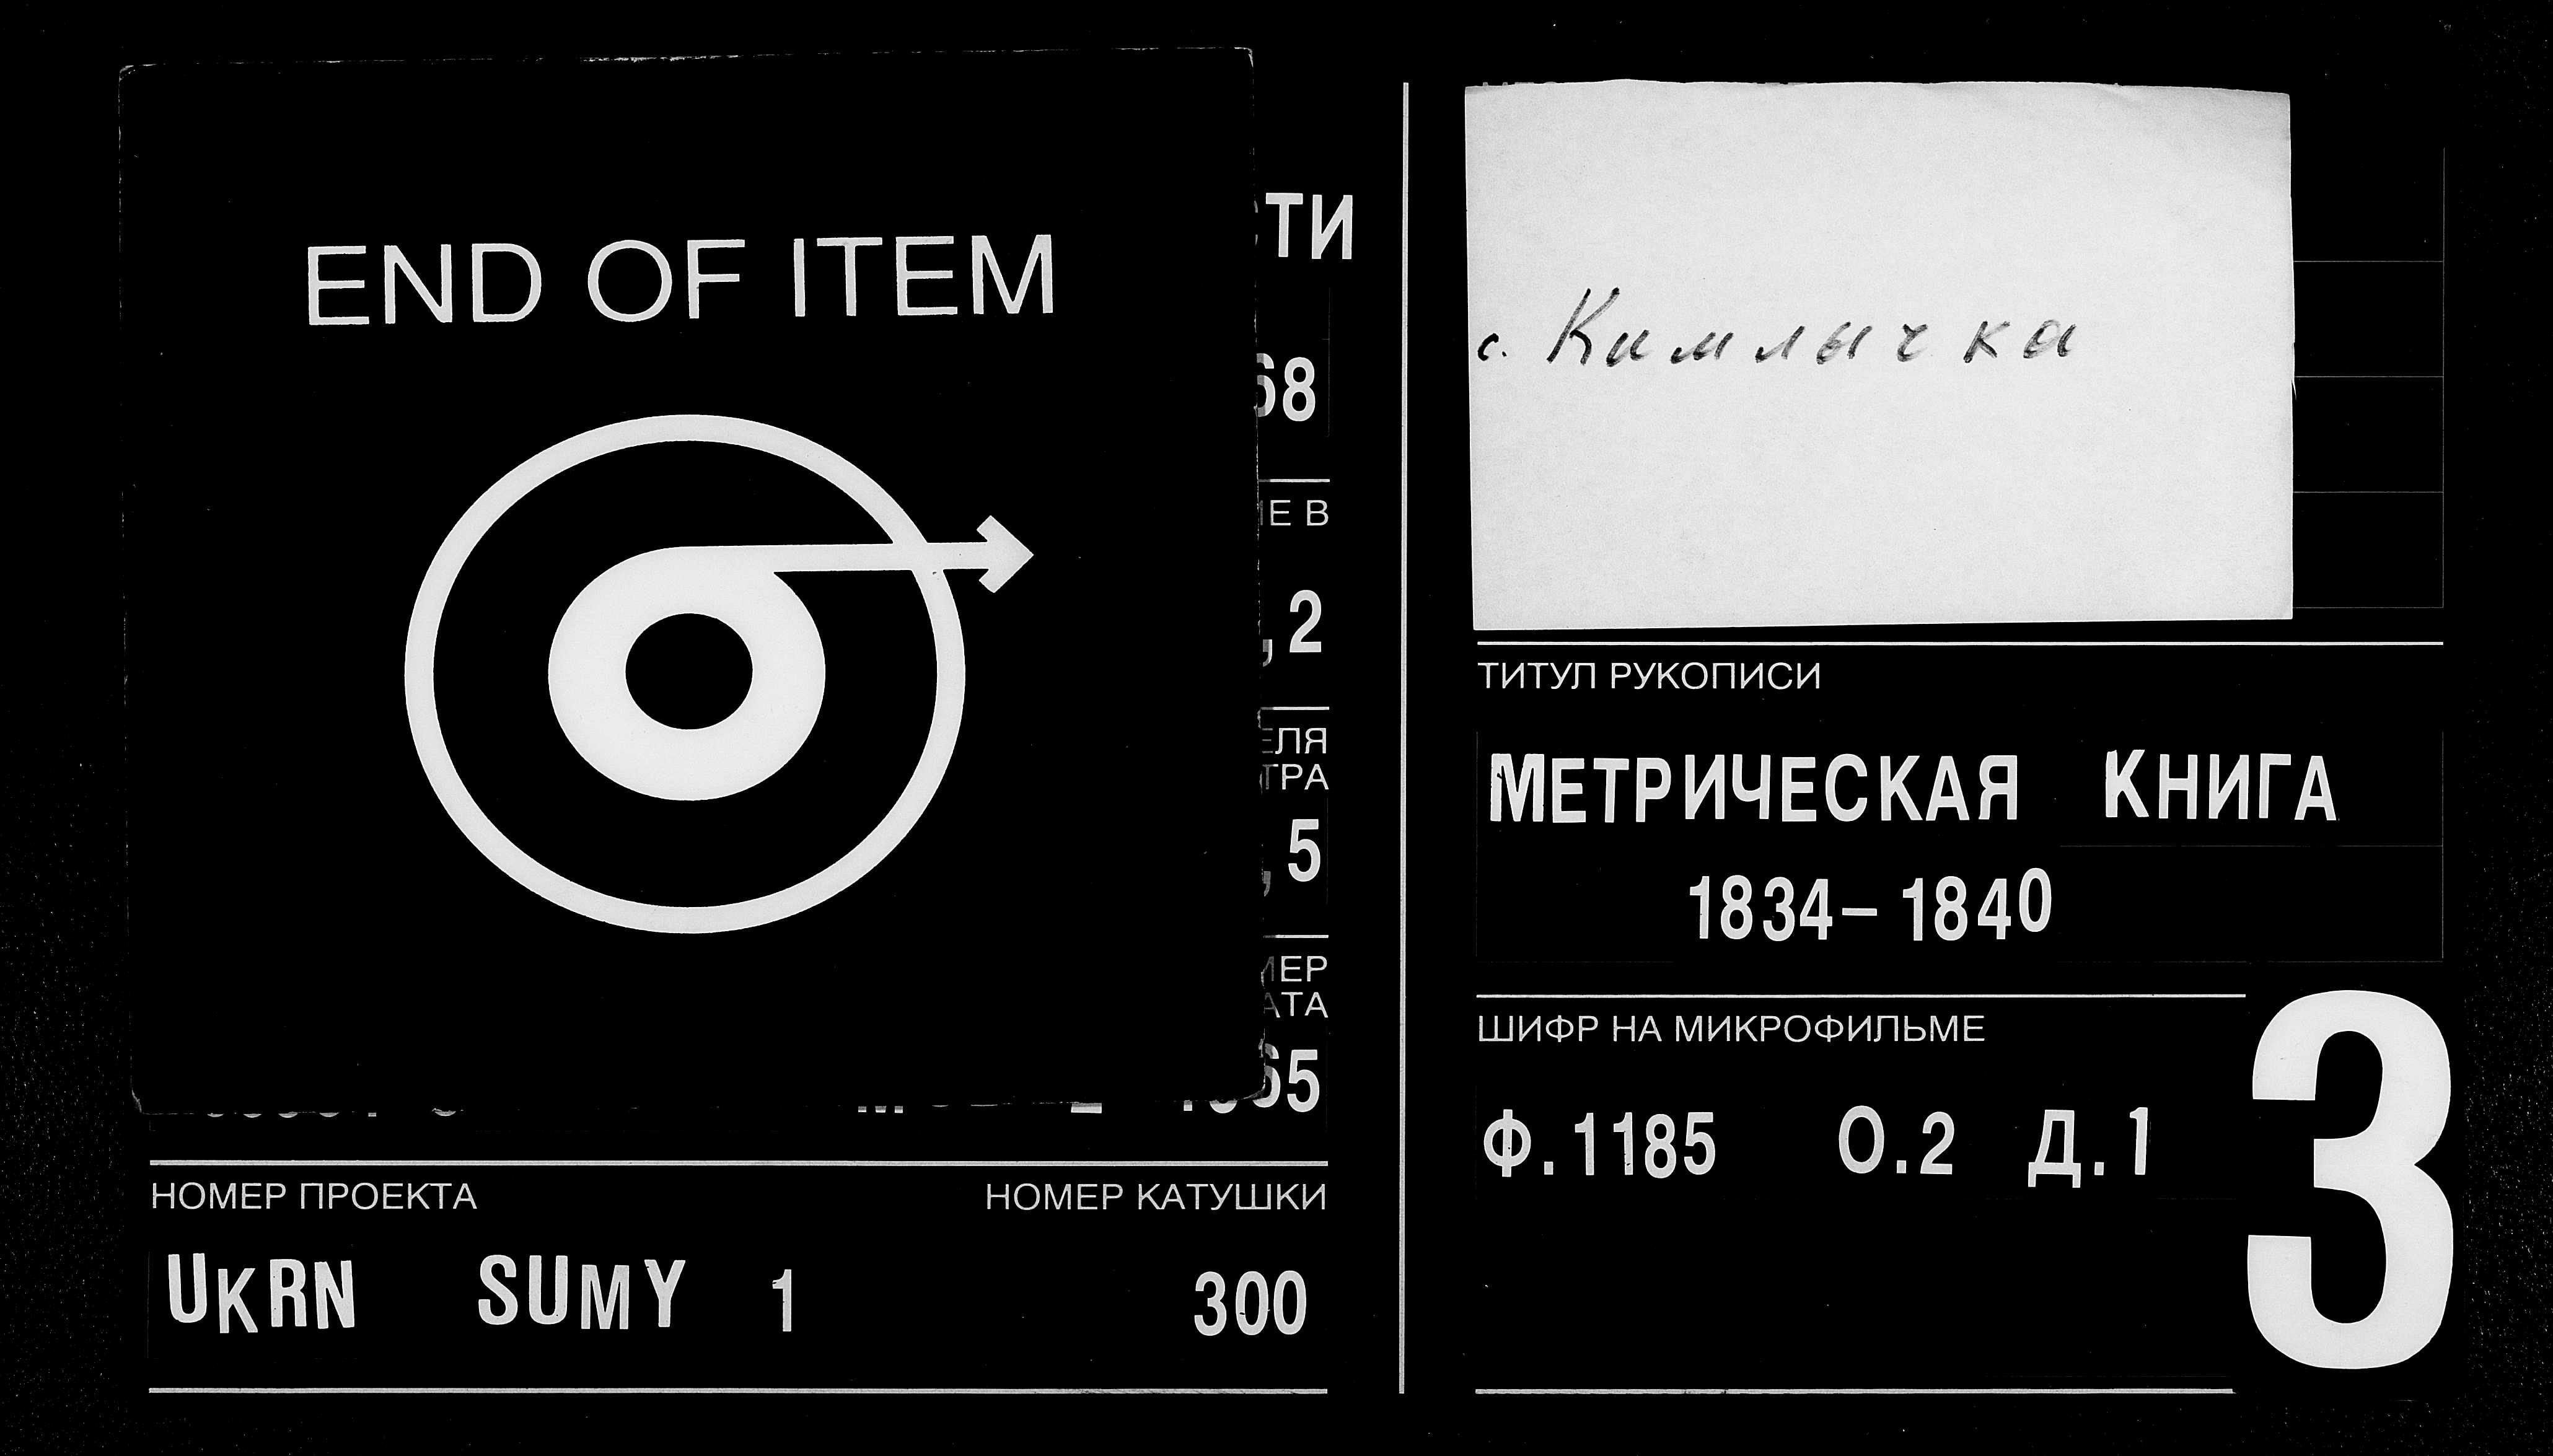 END OF ITEM
ТИ
68
Е В
, 2
ЕЛЯ
ТРА
, 5
МЕР
АТА
65
НОМЕР ПРОЕКТА НОМЕР КАТУШКИ
UKRN SUMY 1 300
с. Кимлычка
ТИТУЛ РУКОПИСИ
МЕТРИЧЕСКАЯ КНИГА
1834–1840
ШИФР НА МИКРОФИЛЬМЕ
Ф.1185 О.2 Д.1
3